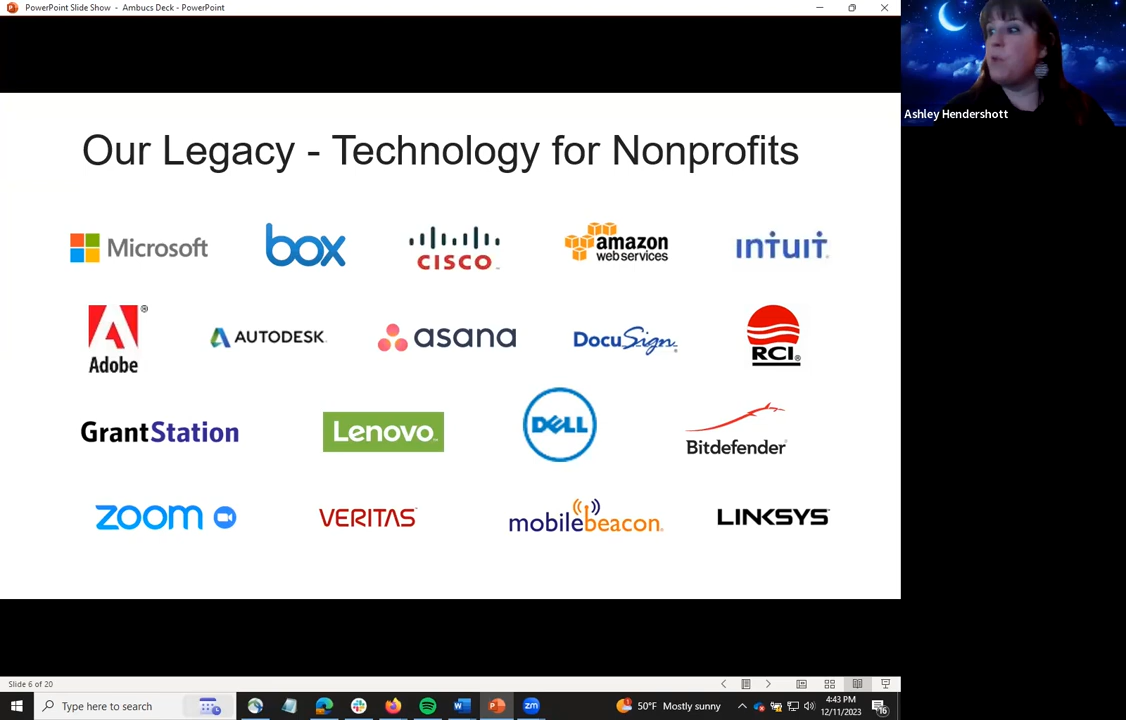 PowerPoint Slide Show - Ambucs Deck - PowerPoint
Ashley Hendershott
Our Legacy - Technology for Nonprofits
Microsoft
box
CISCO
amazon
web services
intuit
Adobe
AUTODESK
asana
DocuSign
RCI
GrantStation
Lenovo
DELL
Bitdefender
zoom
VERITAS
mobilebeacon
LINKSYS
Slide 6 of 20
Type here to search
zm
50°F Mostly sunny
4:43 PM
12/11/2023
16